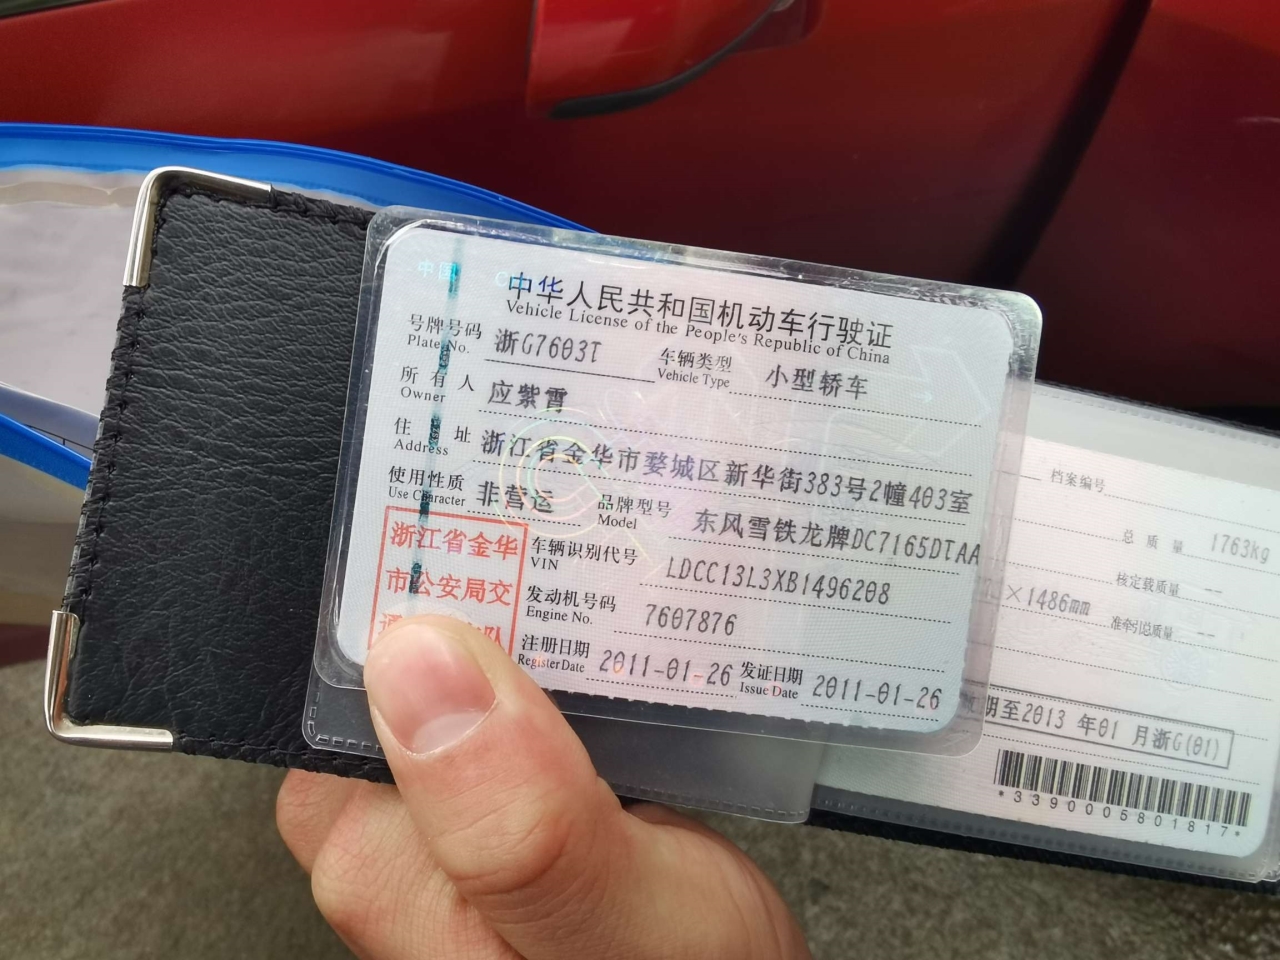 中国 C
中华人民共和国机动车行驶证
Vehicle License of the People's Republic of China
号牌号码 浙G7603T 车辆类型 小型轿车
Plate No. Vehicle Type
所有人 应紫霄
Owner
住址 浙江省金华市婺城区新华街383号2幢403室
Address
使用性质 非营运 品牌型号 东风雪铁龙牌DC7165DTAA
Use Character Model
浙江省金华
市公安局交
队
车辆识别代号 LDCC13L3XB1496208
VIN
发动机号码 7607876
Engine No.
注册日期 2011-01-26 发证日期 2011-01-26
Register Date Issue Date
档案编号
总质量 1763kg
核定载质量 --
×1486mm 准牵引总质量 --
期至2013 年01 月浙G(01)
*3390005801817*